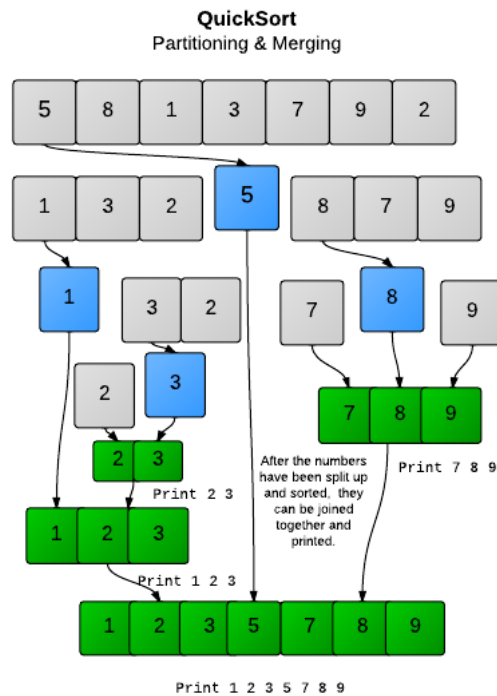 QuickSort
Partitioning & Merging
5 8 1 3 7 9 2
5
1 3 2
8 7 9
1
3 2
7
8
9
2
3
7 8 9
2 3
Print 7 8 9
After the numbers
have been split up
and sorted, they
can be joined
together and
printed.
Print 2 3
1 2 3
Print 1 2 3
1 2 3 5 7 8 9
Print 1 2 3 5 7 8 9